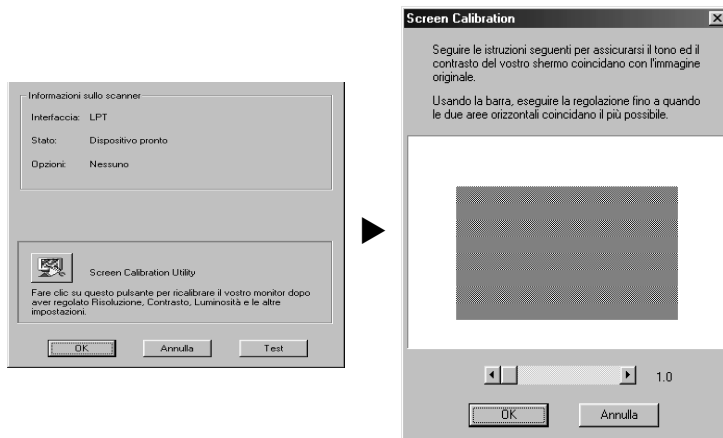 Informazioni sullo scanner
Interfaccia: LPT
Stato: Dispositivo pronto
Opzioni: Nessuno
Screen Calibration Utility
Fare clic su questo pulsante per ricalibrare il vostro monitor dopo
aver regolato Risoluzione, Contrasto, Luminosità e le altre
impostazioni.
OK Annulla Test
Screen Calibration
Seguire le istruzioni seguenti per assicurarsi il tono ed il
contrasto del vostro shermo coincidano con l'immagine
originale.
Usando la barra, eseguire la regolazione fino a quando
le due aree orizzontali coincidano il più possibile.
1.0
OK Annulla